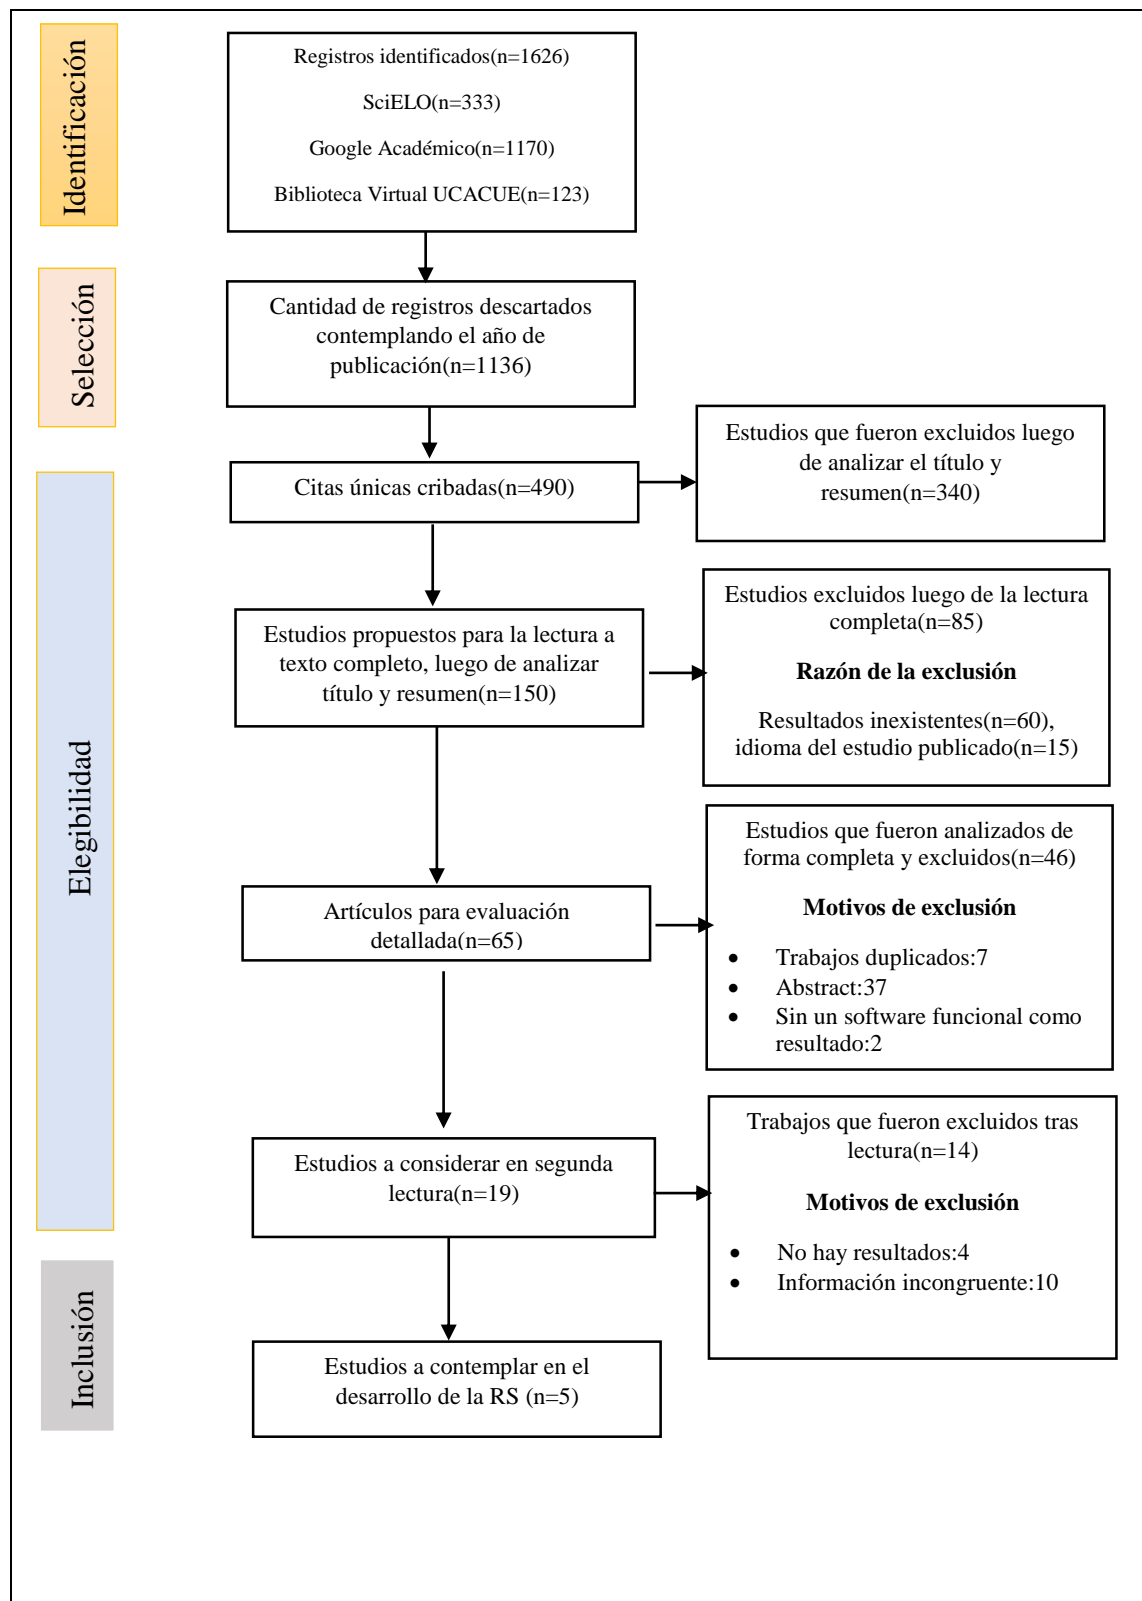 Identificación
Registros identificados(n=1626)
SciELO(n=333)
Google Académico(n=1170)
Biblioteca Virtual UCACUE(n=123)
Selección
Cantidad de registros descartados
contemplando el año de
publicación(n=1136)
Elegibilidad
Citas únicas cribadas(n=490)
Estudios que fueron excluidos luego
de analizar el título y
resumen(n=340)
Estudios propuestos para la lectura a
texto completo, luego de analizar
título y resumen(n=150)
Estudios excluidos luego de la lectura
completa(n=85)
Razón de la exclusión
Resultados inexistentes(n=60),
idioma del estudio publicado(n=15)
Artículos para evaluación
detallada(n=65)
Estudios que fueron analizados de
forma completa y excluidos(n=46)
Motivos de exclusión
• Trabajos duplicados:7
• Abstract:37
• Sin un software funcional como
resultado:2
Estudios a considerar en segunda
lectura(n=19)
Trabajos que fueron excluidos tras
lectura(n=14)
Motivos de exclusión
• No hay resultados:4
• Información incongruente:10
Inclusión
Estudios a contemplar en el
desarrollo de la RS (n=5)